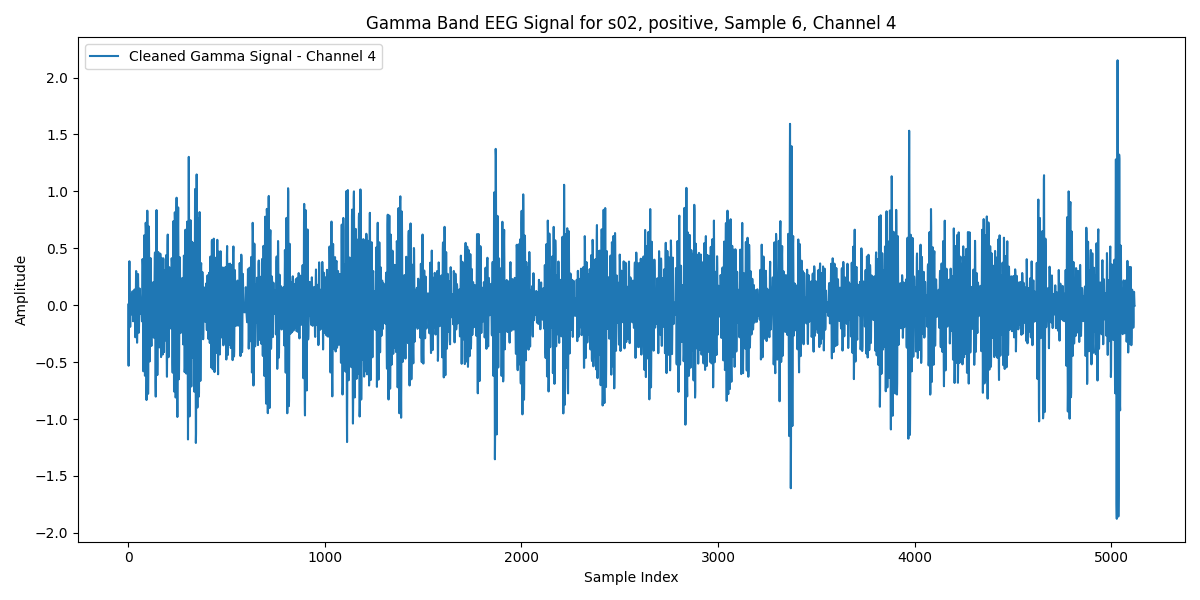 Gamma Band EEG Signal for s02, positive, Sample 6, Channel 4
Cleaned Gamma Signal - Channel 4
2.0
1.5
1.0
0.5
0.0
−0.5
−1.0
−1.5
−2.0
Amplitude
0 1000 2000 3000 4000 5000
Sample Index